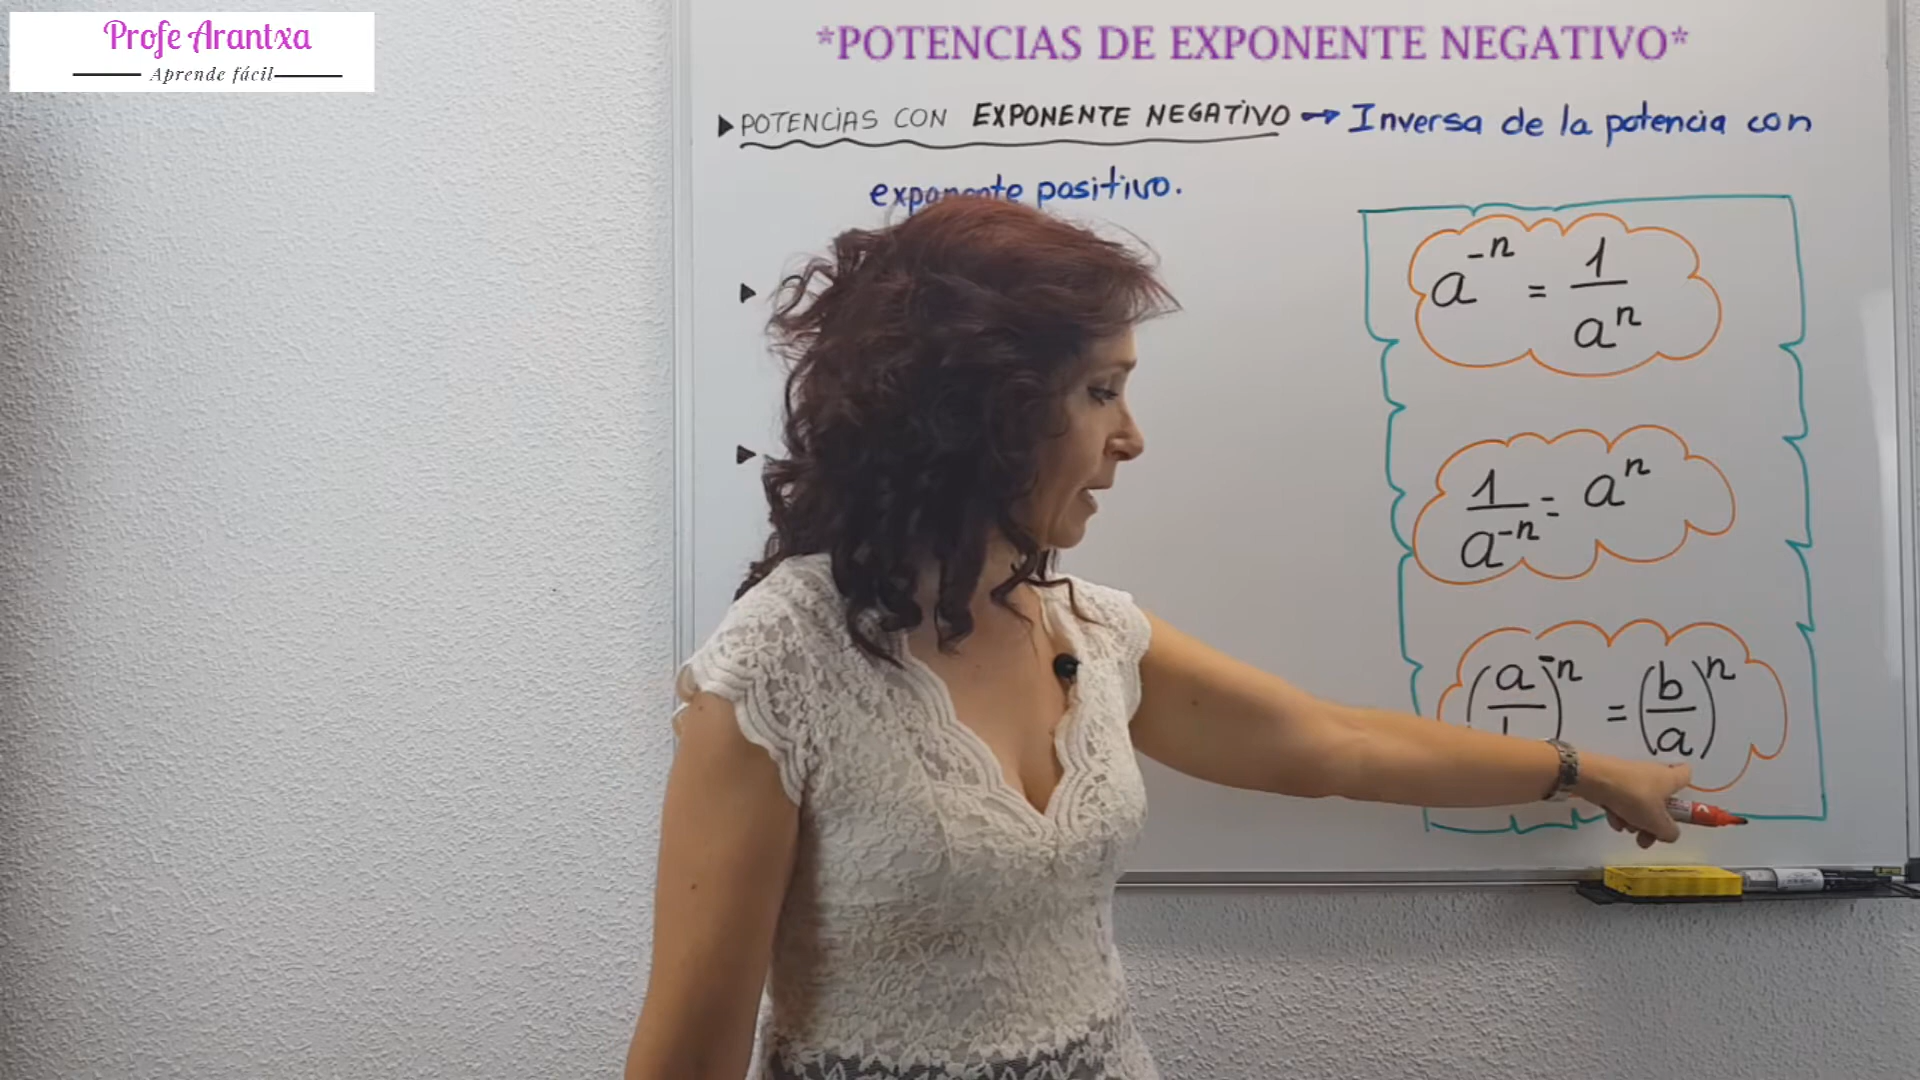 Profe Arantxa
Aprende fácil
*POTENCIAS DE EXPONENTE NEGATIVO*
▶POTENCIAS CON EXPONENTE NEGATIVO → Inversa de la potencia con
exponente positivo.
a^-n = 1/a^n
1/a^-n = a^n
(a/b)^-n = (b/a)^n